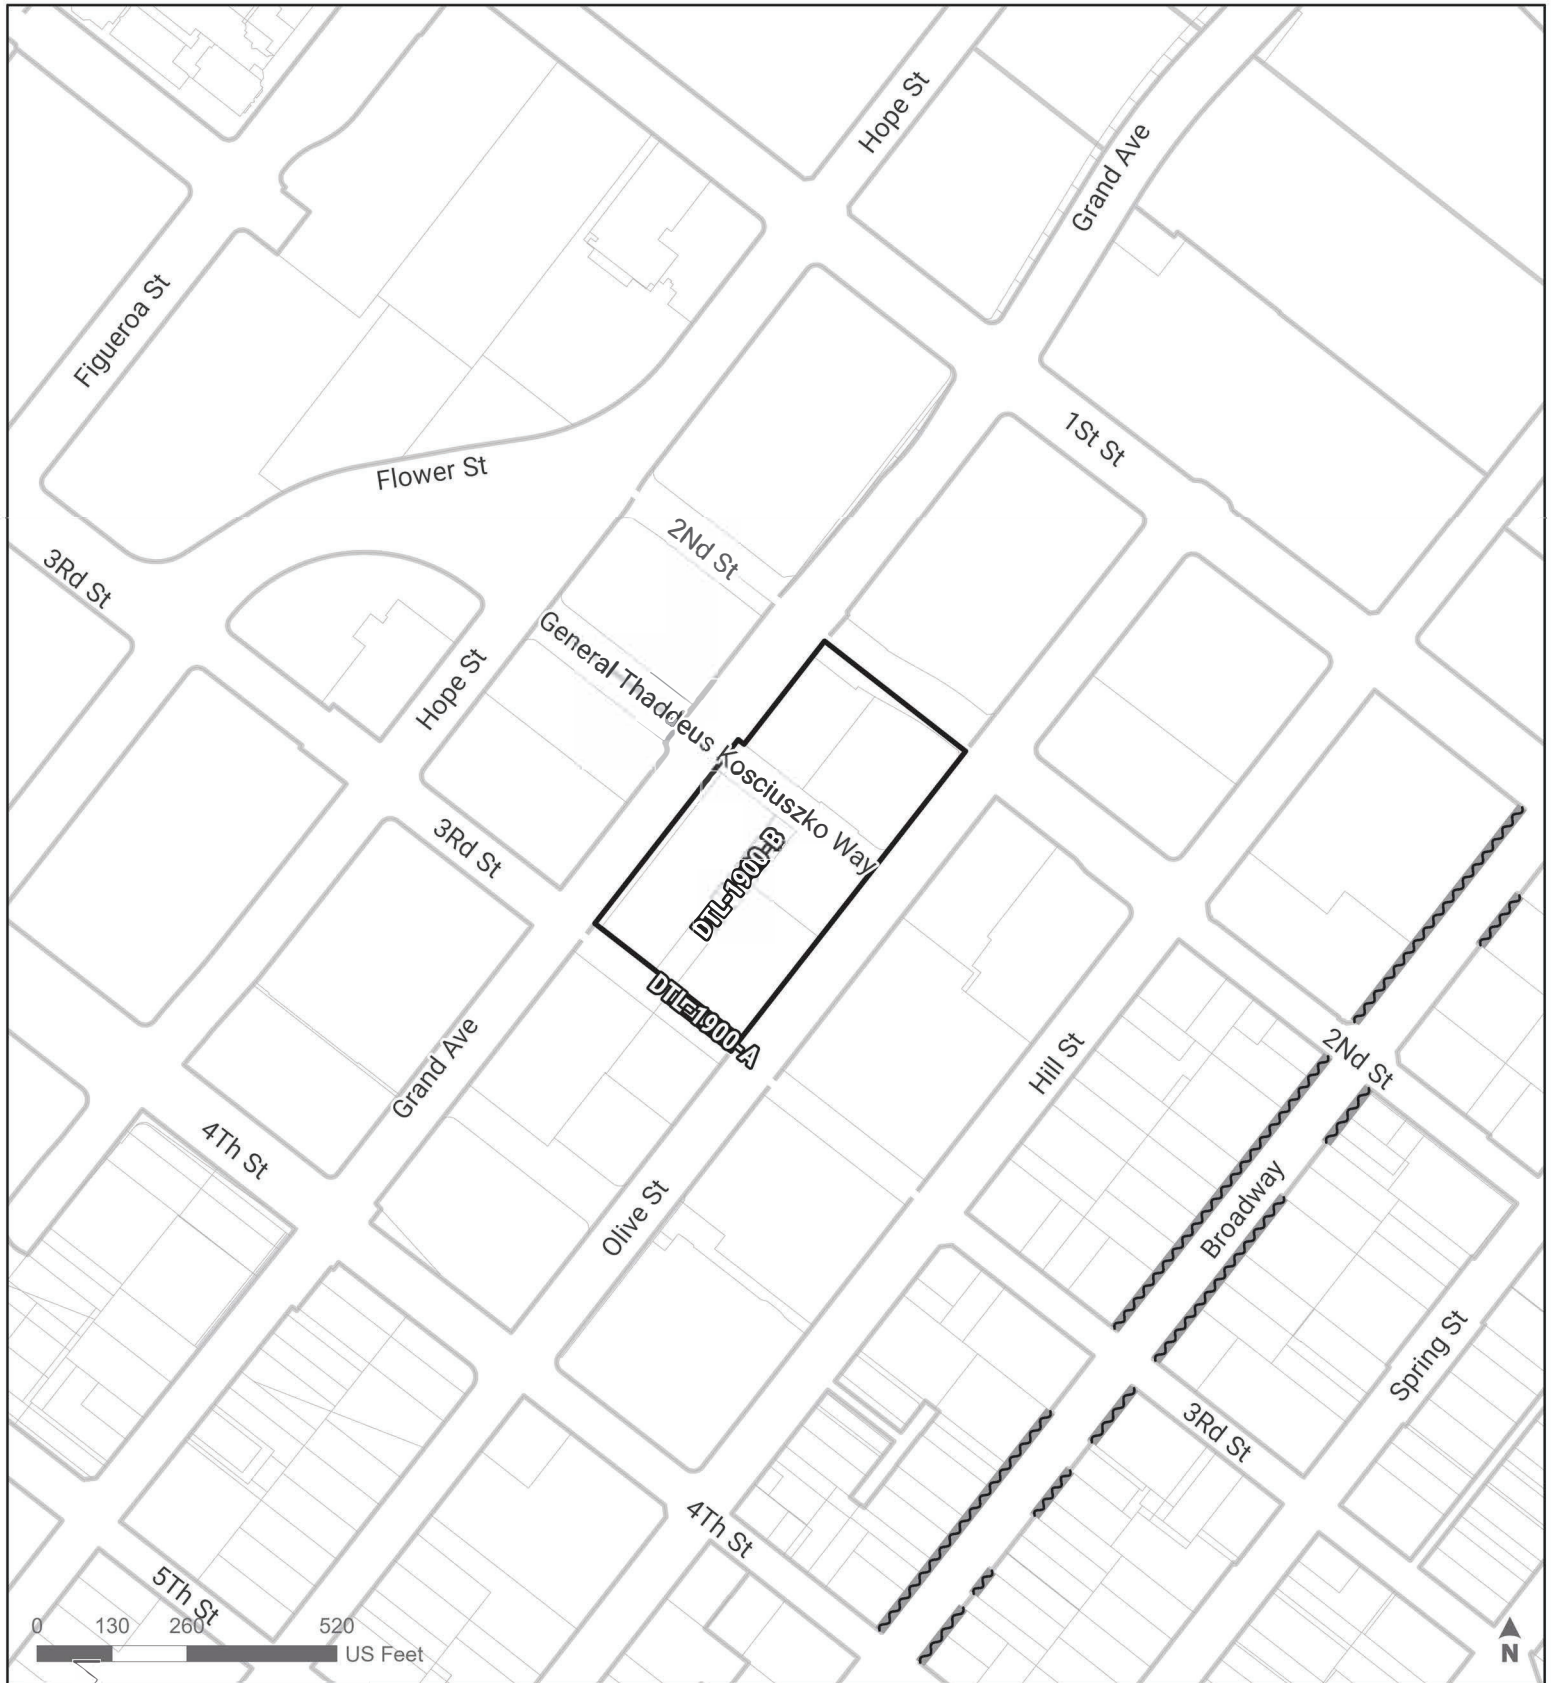 Hope St
Grand Ave
Figueroa St
1St St
Flower St
2Nd St
3Rd St
General Thaddeus Kosciuszko Way
Hope St
3Rd St
DTL-1900-B
DTL-1900-A
Grand Ave
Hill St
2Nd St
4Th St
Olive St
Broadway
Spring St
3Rd St
4Th St
5Th St
0 130 260 520
US Feet
N